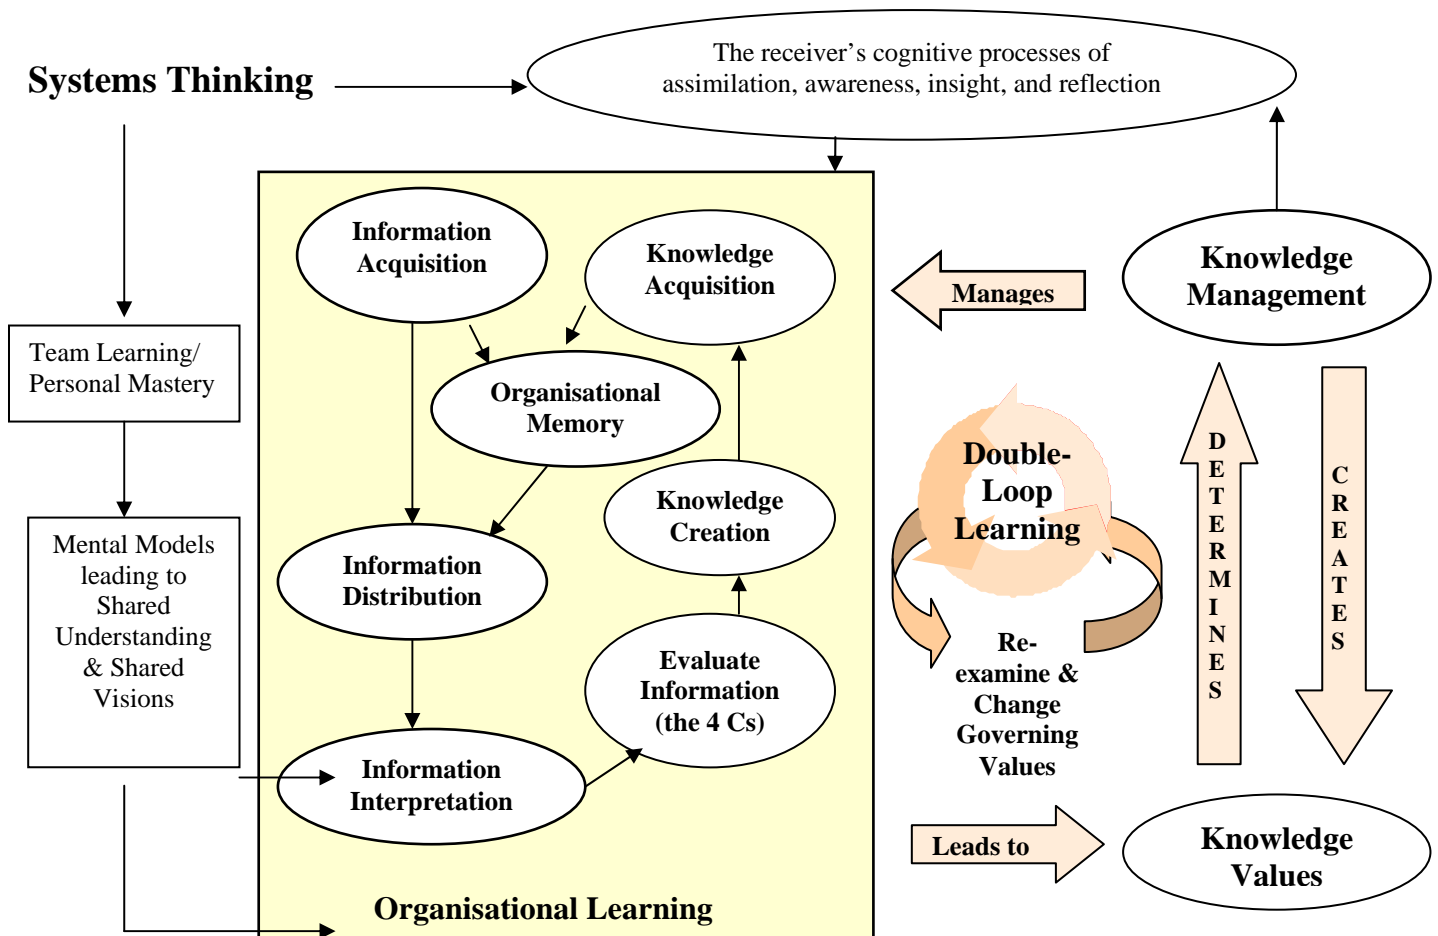 The receiver’s cognitive processes of
assimilation, awareness, insight, and reflection
Systems Thinking
Information
Acquisition
Knowledge
Acquisition
Knowledge
Management
Manages
Team Learning/
Personal Mastery
Organisational
Memory
Double-
Loop
Learning
DETERMINES
CREATES
Knowledge
Creation
Mental Models
leading to
Shared
Understanding
& Shared
Visions
Information
Distribution
Evaluate
Information
(the 4 Cs)
Re-
examine &
Change
Governing
Values
Information
Interpretation
Leads to
Knowledge
Values
Organisational Learning